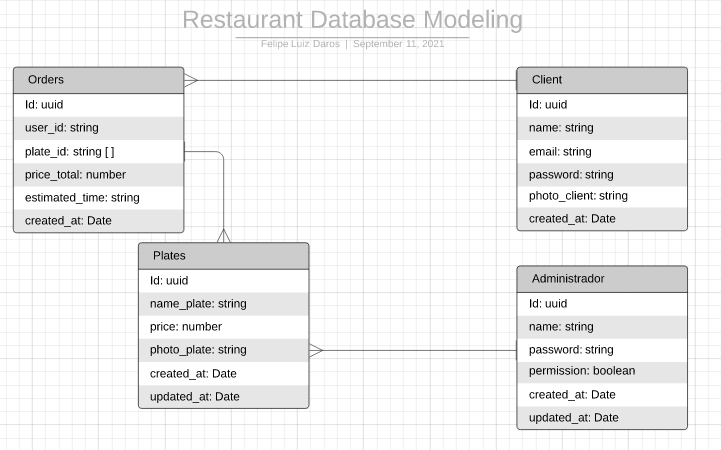 Restaurant Database Modeling
Felipe Luiz Daros | September 11, 2021
Orders
Id: uuid
user_id: string
plate_id: string [ ]
price_total: number
estimated_time: string
created_at: Date
Client
Id: uuid
name: string
email: string
password: string
photo_client: string
created_at: Date
Plates
Id: uuid
name_plate: string
price: number
photo_plate: string
created_at: Date
updated_at: Date
Administrador
Id: uuid
name: string
password: string
permission: boolean
created_at: Date
updated_at: Date